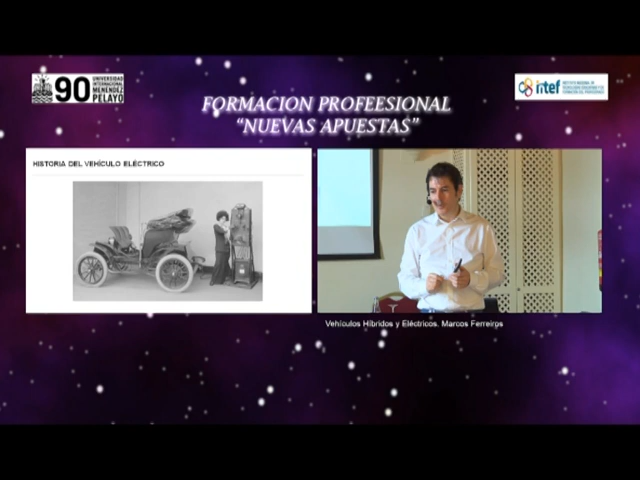 90
UNIVERSIDAD
INTERNACIONAL
MENÉNDEZ
PELAYO
intef
FORMACION PROFEESIONAL
“NUEVAS APUESTAS”
HISTORIA DEL VEHÍCULO ELÉCTRICO
Vehículos Híbridos y Eléctricos. Marcos Ferreiros